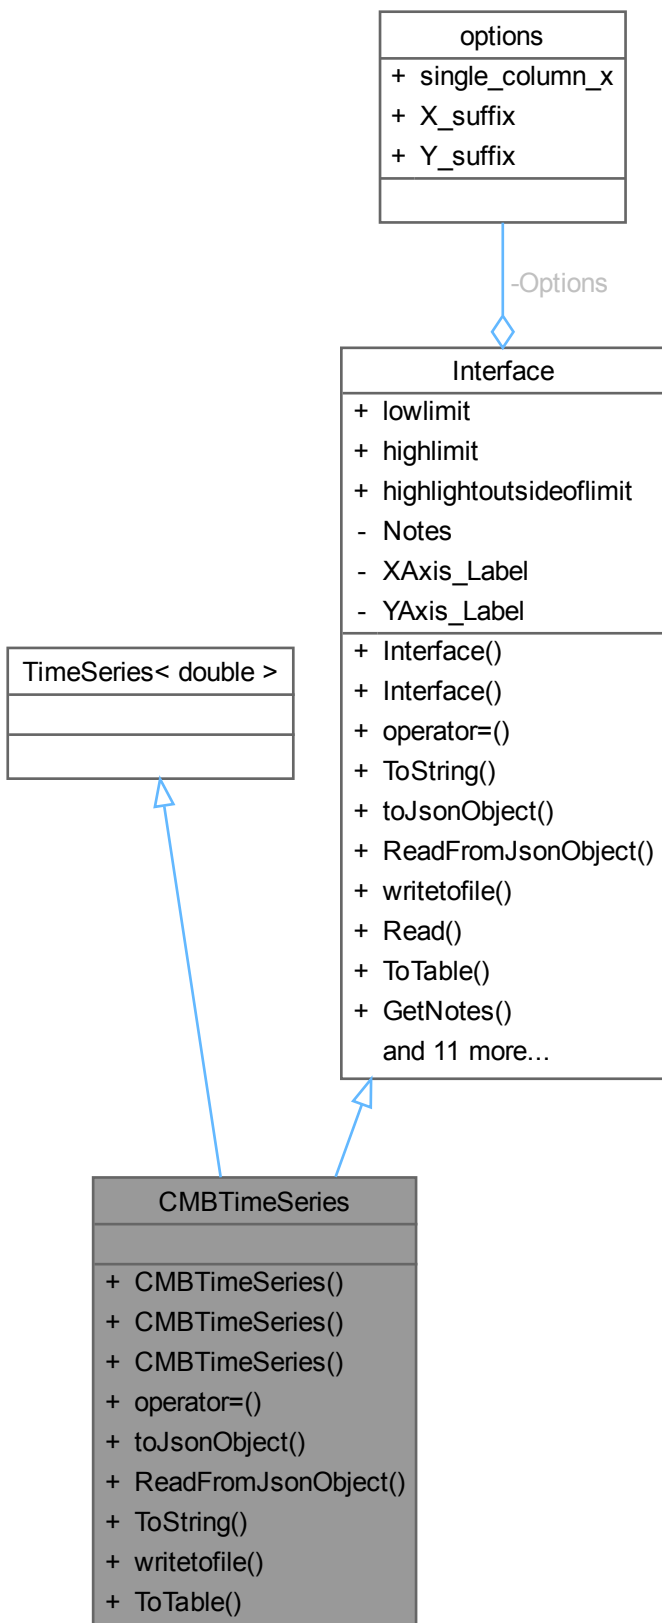 options
+ single_column_x
+ X_suffix
+ Y_suffix
-Options
Interface
+ lowlimit
+ highlimit
+ highlightoutsideoflimit
- Notes
- XAxis_Label
- YAxis_Label
+ Interface()
+ Interface()
+ operator=()
+ ToString()
+ toJsonObject()
+ ReadFromJsonObject()
+ writetofile()
+ Read()
+ ToTable()
+ GetNotes()
and 11 more...
TimeSeries< double >
CMBTimeSeries
+ CMBTimeSeries()
+ CMBTimeSeries()
+ CMBTimeSeries()
+ operator=()
+ toJsonObject()
+ ReadFromJsonObject()
+ ToString()
+ writetofile()
+ ToTable()